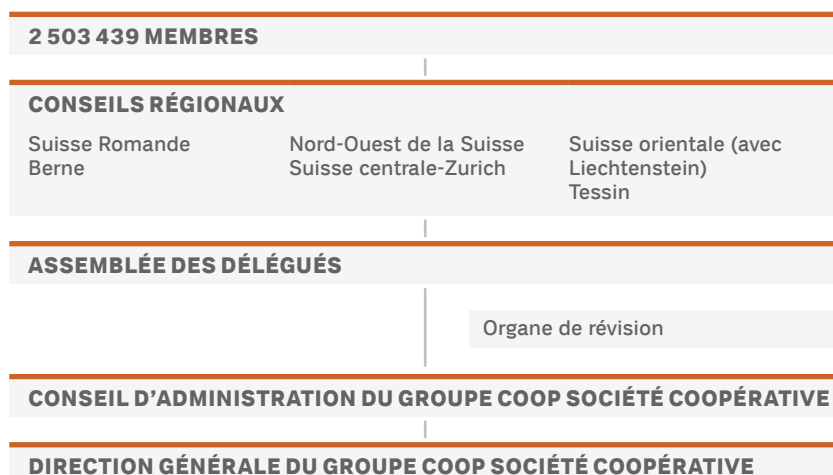 2 503 439 MEMBRES
CONSEILS RÉGIONAUX
Suisse Romande
Berne
Nord-Ouest de la Suisse
Suisse centrale-Zurich
Suisse orientale (avec
Liechtenstein)
Tessin
ASSEMBLÉE DES DÉLÉGUÉS
Organe de révision
CONSEIL D’ADMINISTRATION DU GROUPE COOP SOCIÉTÉ COOPÉRATIVE
DIRECTION GÉNÉRALE DU GROUPE COOP SOCIÉTÉ COOPÉRATIVE